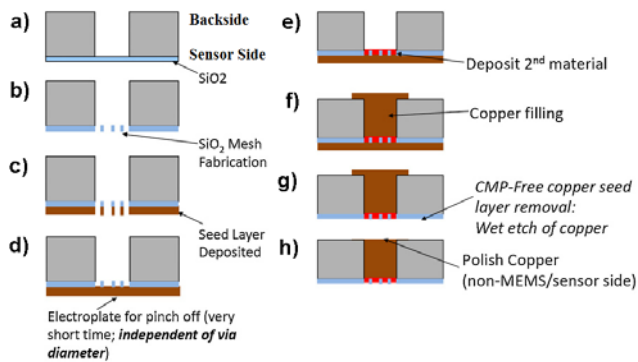 a)
Backside
Sensor Side
SiO2
b)
SiO₂ Mesh
Fabrication
c)
Seed Layer
Deposited
d)
Electroplate for pinch off (very
short time; independent of via
diameter)
e)
Deposit 2nd material
f)
Copper filling
g)
CMP-Free copper seed
layer removal:
Wet etch of copper
h)
Polish Copper
(non-MEMS/sensor side)